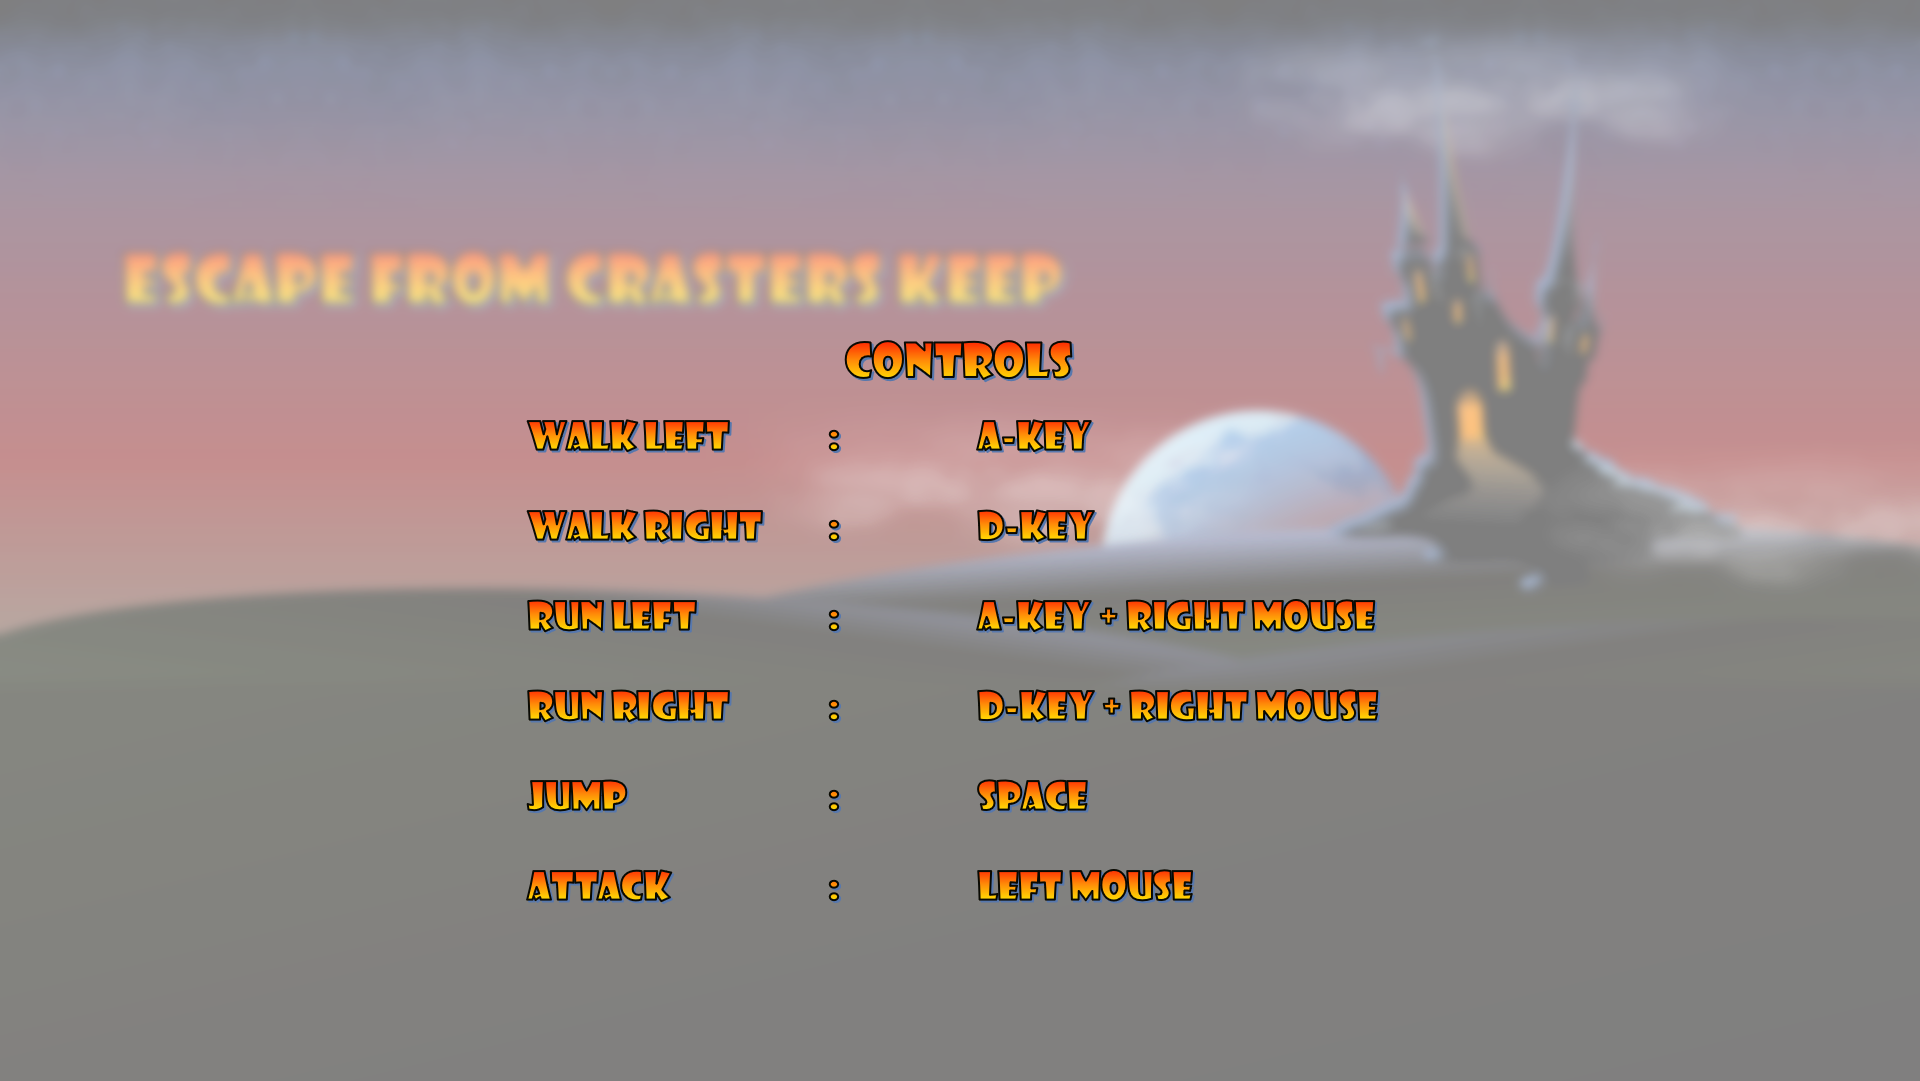 ESCAPE FROM CRASTERS KEEP
CONTROLS
WALK LEFT : A-KEY
WALK RIGHT : D-KEY
RUN LEFT : A-KEY + RIGHT MOUSE
RUN RIGHT : D-KEY + RIGHT MOUSE
JUMP : SPACE
ATTACK : LEFT MOUSE